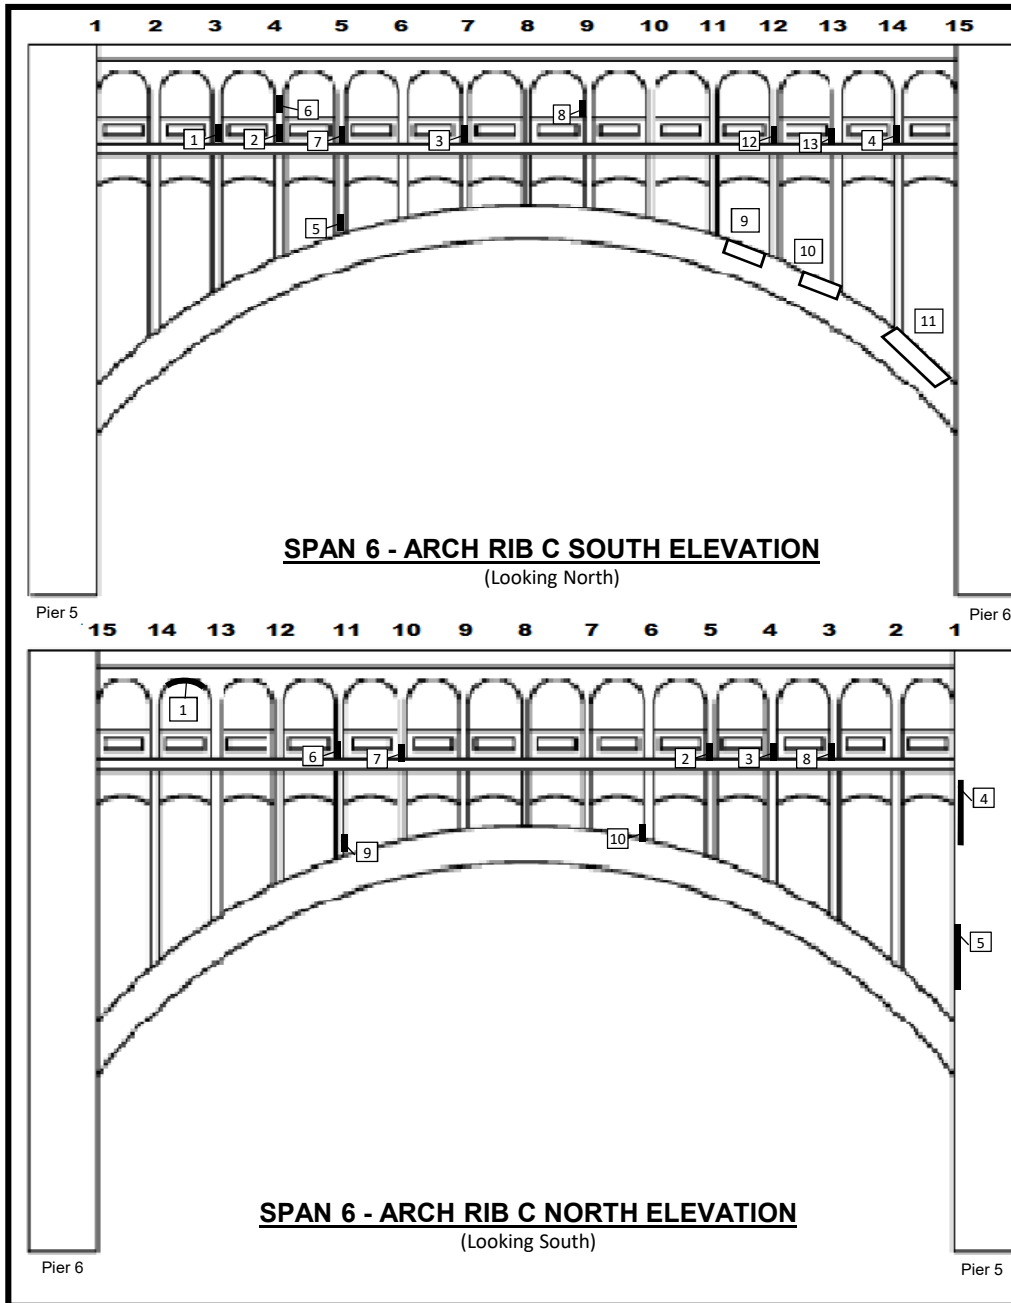 1 2 3 4 5 6 7 8 9 10 11 12 13 14 15
6
8
1 2 7 3 12 13 4
5
9
10
11
SPAN 6 - ARCH RIB C SOUTH ELEVATION
(Looking North)
Pier 5 Pier 6
15 14 13 12 11 10 9 8 7 6 5 4 3 2 1
1
6 7 2 3 8
4
9 10
5
SPAN 6 - ARCH RIB C NORTH ELEVATION
(Looking South)
Pier 6 Pier 5